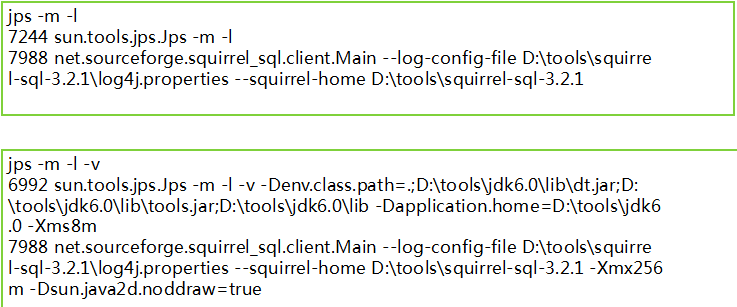 jps -m -l
7244 sun.tools.jps.Jps -m -l
7988 net.sourceforge.squirrel_sql.client.Main --log-config-file D:\tools\squirre
l-sql-3.2.1\log4j.properties --squirrel-home D:\tools\squirrel-sql-3.2.1
jps -m -l -v
6992 sun.tools.jps.Jps -m -l -v -Denv.class.path=.;D:\tools\jdk6.0\lib\dt.jar;D:
\tools\jdk6.0\lib\tools.jar;D:\tools\jdk6.0\lib -Dapplication.home=D:\tools\jdk6
.0 -Xms8m
7988 net.sourceforge.squirrel_sql.client.Main --log-config-file D:\tools\squirre
l-sql-3.2.1\log4j.properties --squirrel-home D:\tools\squirrel-sql-3.2.1 -Xmx256
m -Dsun.java2d.noddraw=true